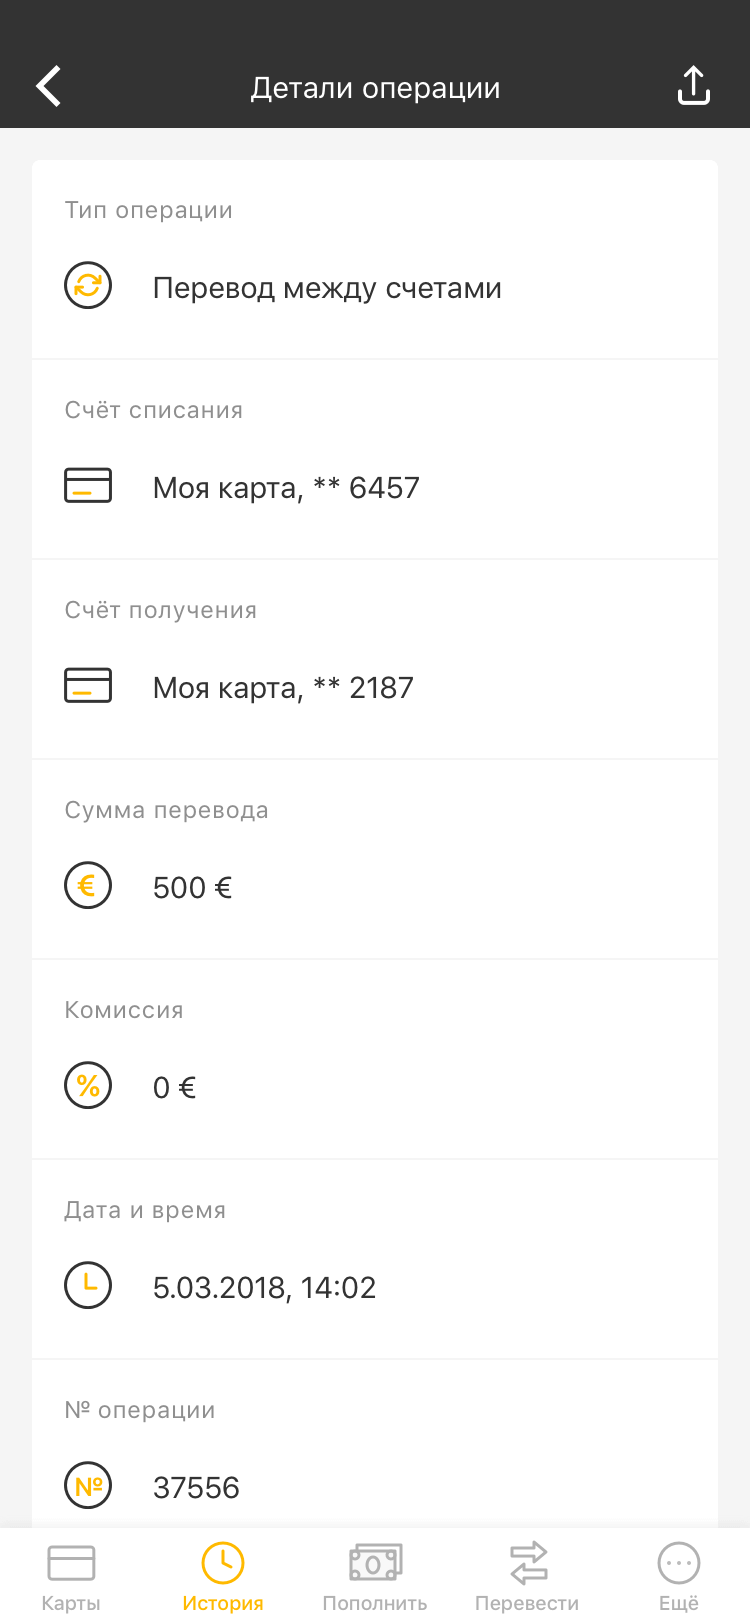 Детали операции
Тип операции
Перевод между счетами
Счёт списания
Моя карта, ** 6457
Счёт получения
Моя карта, ** 2187
Сумма перевода
€ 500 €
Комиссия
% 0 €
Дата и время
5.03.2018, 14:02
№ операции
№ 37556
Карты История Пополнить Перевести Ещё